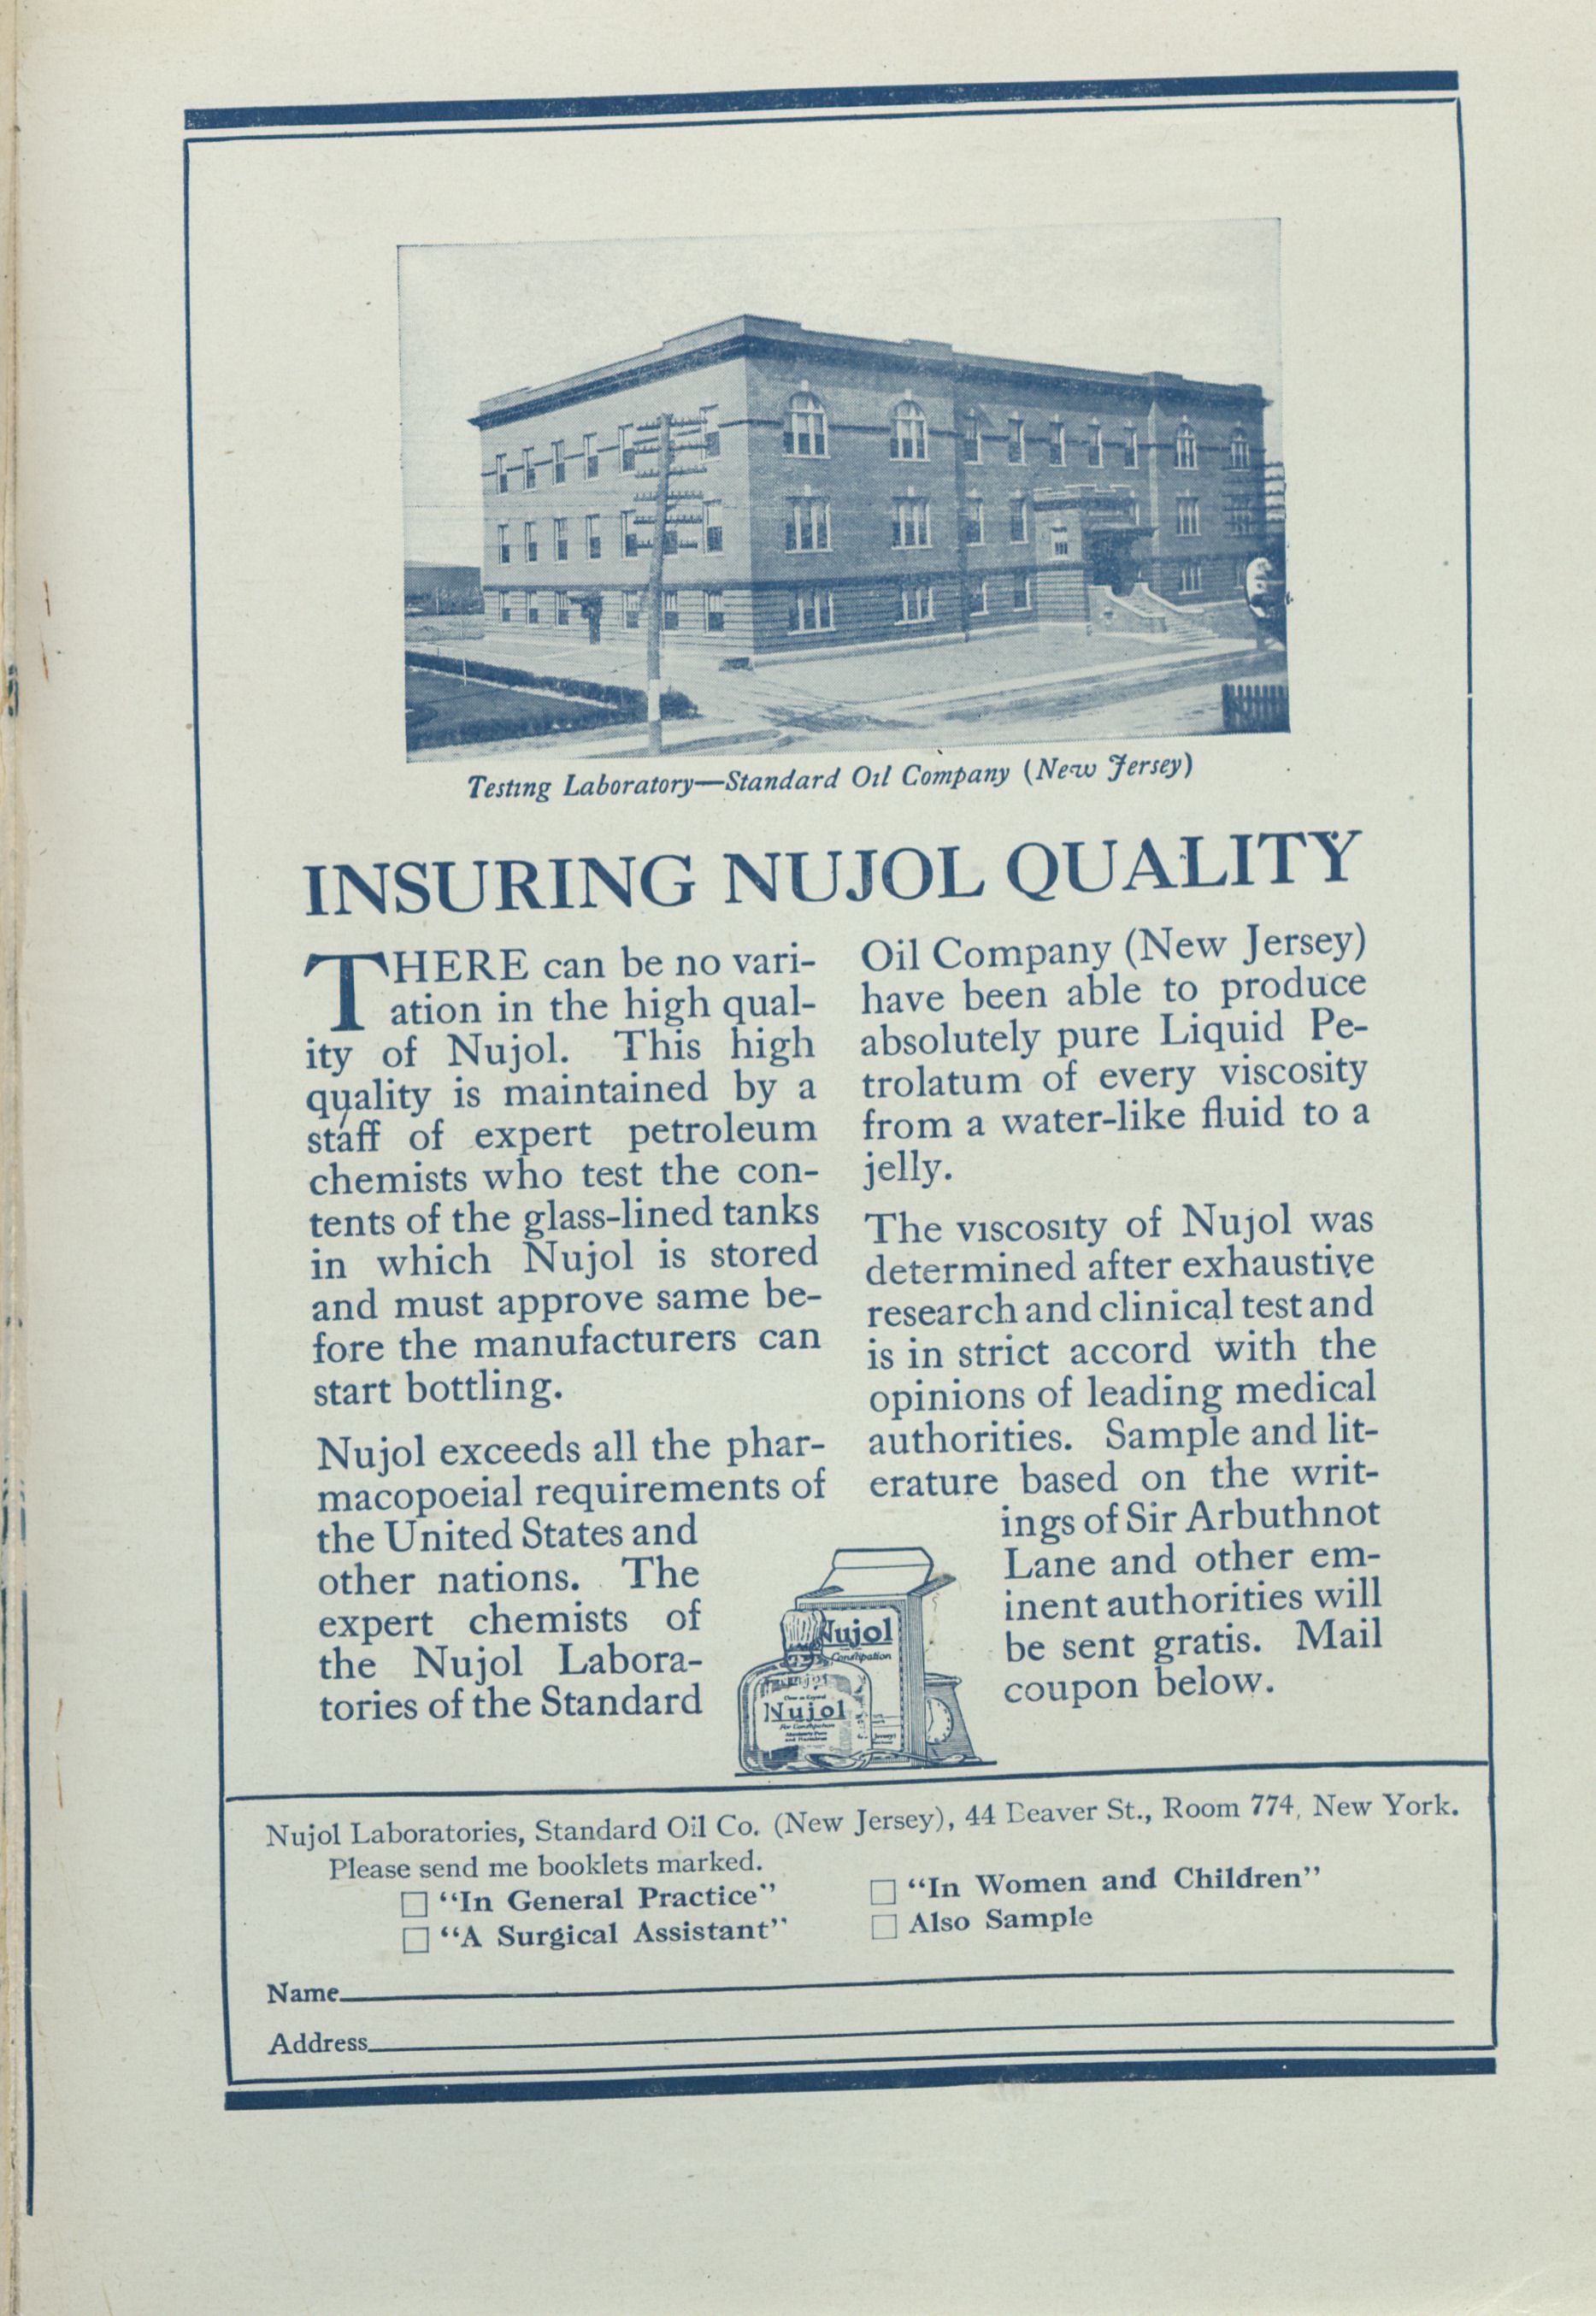 Testing Laboratory—Standard Oil Company (New Jersey)
INSURING NUJOL QUALITY
THERE can be no vari-
ation in the high qual-
ity of Nujol. This high
quality is maintained by a
staff of expert petroleum
chemists who test the con-
tents of the glass-lined tanks
in which Nujol is stored
and must approve same be-
fore the manufacturers can
start bottling.
Nujol exceeds all the phar-
macopoeial requirements of
the United States and
other nations. The
expert chemists of
the Nujol Labora-
tories of the Standard
Oil Company (New Jersey)
have been able to produce
absolutely pure Liquid Pe-
trolatum of every viscosity
from a water-like fluid to a
jelly.
The viscosity of Nujol was
determined after exhaustive
research and clinical test and
is in strict accord with the
opinions of leading medical
authorities. Sample and lit-
erature based on the writ-
ings of Sir Arbuthnot
Lane and other em-
inent authorities will
be sent gratis. Mail
coupon below.
Nujol
Constipation
Nujol
For Constipation
Nujol Laboratories, Standard Oil Co. (New Jersey), 44 Beaver St., Room 774, New York.
Please send me booklets marked.
"In General Practice"
"A Surgical Assistant"
"In Women and Children"
Also Sample
Name
Address